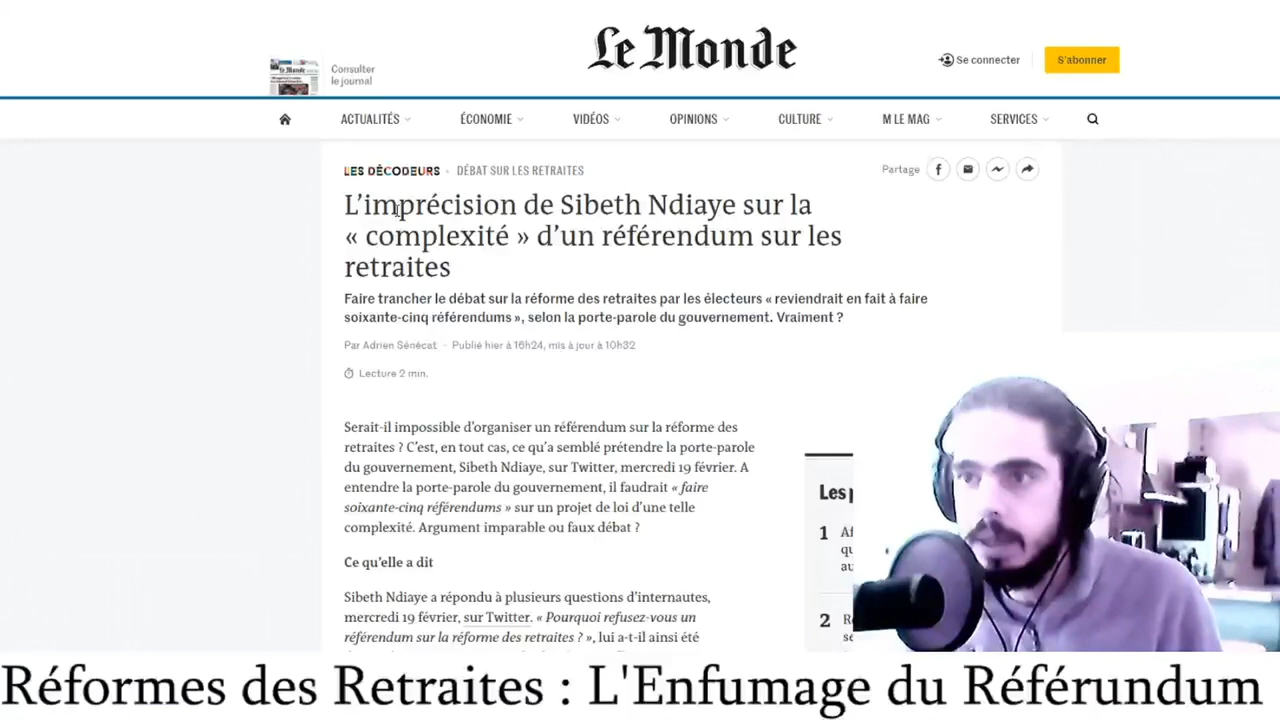 Le Monde
Consulter
le journal
Se connecter
S'abonner
ACTUALITÉS
ÉCONOMIE
VIDÉOS
OPINIONS
CULTURE
M LE MAG
SERVICES
LES DÉCODEURS · DÉBAT SUR LES RETRAITES
Partage
L'imprécision de Sibeth Ndiaye sur la
« complexité » d'un référendum sur les
retraites
Faire trancher le débat sur la réforme des retraites par les électeurs « reviendrait en fait à faire
soixante-cinq référendums », selon la porte-parole du gouvernement. Vraiment ?
Par Adrien Sénécat · Publié hier à 16h24, mis à jour à 10h32
Lecture 2 min.
Serait-il impossible d'organiser un référendum sur la réforme des
retraites ? C'est, en tout cas, ce qu'a semblé prétendre la porte-parole
du gouvernement, Sibeth Ndiaye, sur Twitter, mercredi 19 février. A
entendre la porte-parole du gouvernement, il faudrait « faire
soixante-cinq référendums » sur un projet de loi d'une telle
complexité. Argument imparable ou faux débat ?
Ce qu'elle a dit
Sibeth Ndiaye a répondu à plusieurs questions d'internautes,
mercredi 19 février, sur Twitter. « Pourquoi refusez-vous un
référendum sur la réforme des retraites ? », lui a-t-il ainsi été
Les
1 Af
qu
au
2 R
se
Réformes des Retraites : L'Enfumage du Référundum